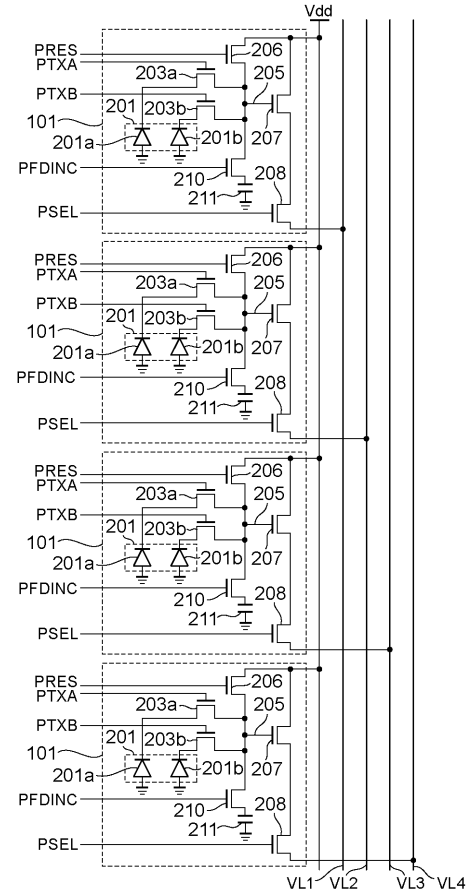 Vdd
PRES
206
PTXA
203a
205
PTXB
201
203b
101
201a
201b
207
PFDINC
210
208
211
PSEL
PRES
206
PTXA
203a
205
PTXB
201
203b
101
201a
201b
207
PFDINC
210
208
211
PSEL
PRES
206
PTXA
203a
205
PTXB
201
203b
101
201a
201b
207
PFDINC
210
208
211
PSEL
PRES
206
PTXA
203a
205
PTXB
201
203b
101
201a
201b
207
PFDINC
210
208
211
PSEL
VL1 VL2 VL3 VL4